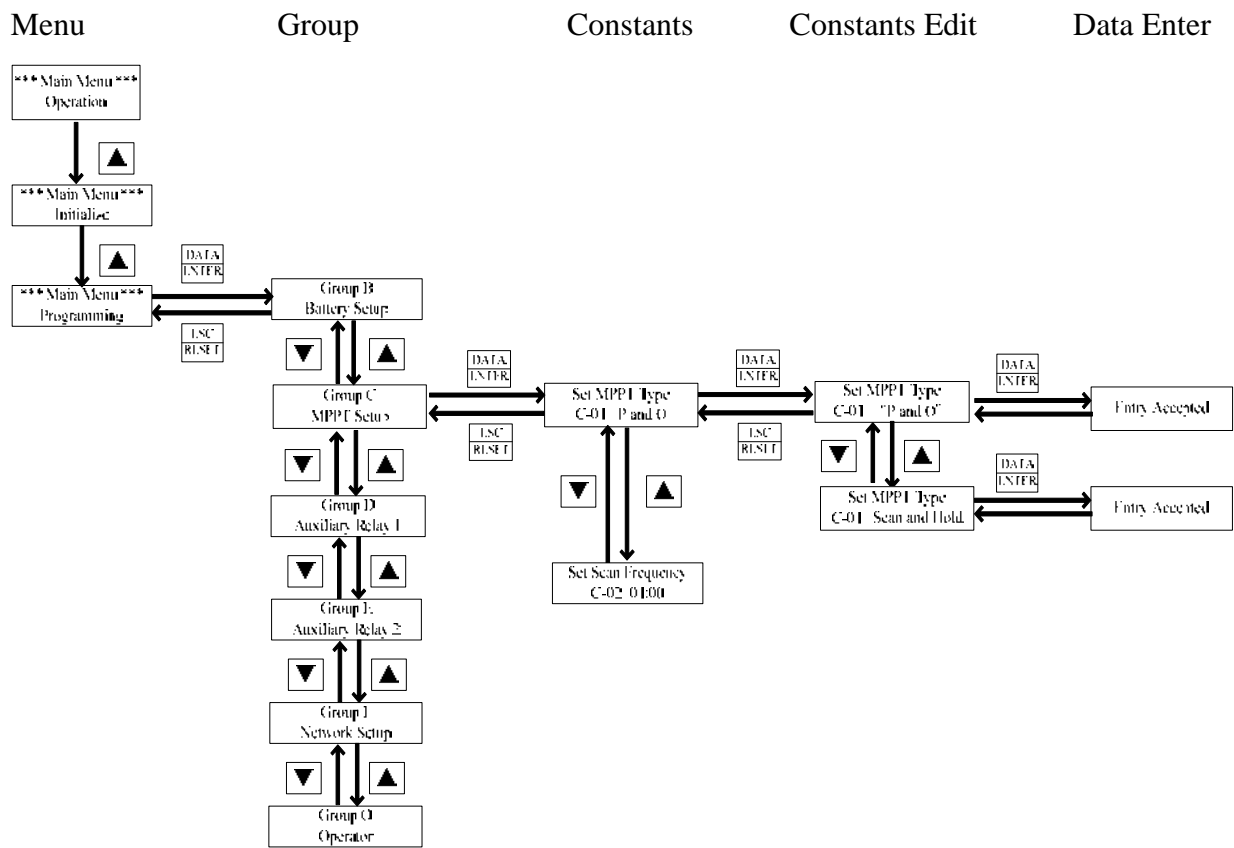 Menu Group Constants Constants Edit Data Enter
***Main Menu***
Operation
***Main Menu***
Initialize
***Main Menu***
Programming
DATA
ENTER
ESC
RESET
Group B
Battery Setup
Group C
MPPT Setup
Group D
Auxiliary Relay 1
Group E
Auxiliary Relay 2
Group
Network Setup
Group
Operator
DATA
ENTER
ESC
RESET
Set MPPT Type
C-01 P and O
Set Scan Frequency
C-02 01:00
DATA
ENTER
ESC
RESET
Set MPPT Type
C-01 "P and O"
Set MPPT Type
C-01 Scan and Hold
DATA
ENTER
DATA
ENTER
Entry Accepted
Entry Accepted